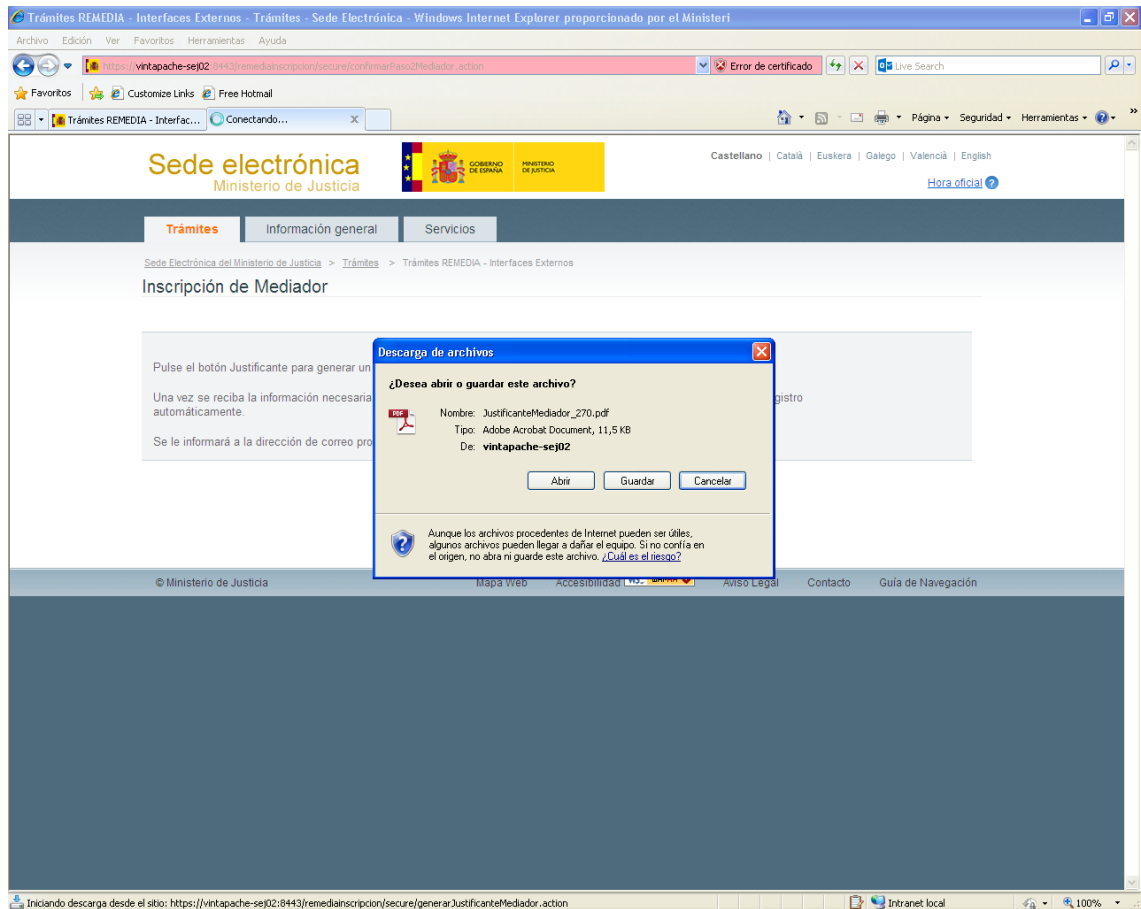 Trámites REMEDIA - Interfaces Externos - Trámites - Sede Electrónica - Windows Internet Explorer proporcionado por el Ministeri
Archivo Edición Ver Favoritos Herramientas Ayuda
https://vintapache-sej02:8443/remediainscripcion/secure/confirmarPaso2Mediador.action Error de certificado Live Search
Favoritos Customize Links Free Hotmail
Trámites REMEDIA - Interfac... Conectando... Página Seguridad Herramientas
Sede electrónica
Ministerio de Justicia
GOBIERNO DE ESPAÑA
MINISTERIO DE JUSTICIA
Castellano | Català | Euskera | Galego | Valencià | English
Hora oficial
Trámites Información general Servicios
Sede Electrónica del Ministerio de Justicia > Trámites > Trámites REMEDIA - Interfaces Externos
Inscripción de Mediador
Pulse el botón Justificante para generar un
Una vez se reciba la información necesaria gistro
automáticamente.
Se le informará a la dirección de correo pro
Descarga de archivos
¿Desea abrir o guardar este archivo?
PDF
Nombre: JustificanteMediador_270.pdf
Tipo: Adobe Acrobat Document, 11,5 KB
De: vintapache-sej02
Abrir Guardar Cancelar
Aunque los archivos procedentes de Internet pueden ser útiles,
algunos archivos pueden llegar a dañar el equipo. Si no confía en
el origen, no abra ni guarde este archivo. ¿Cuál es el riesgo?
© Ministerio de Justicia Mapa Web Accesibilidad Aviso Legal Contacto Guía de Navegación
Iniciando descarga desde el sitio: https://vintapache-sej02:8443/remediainscripcion/secure/generarJustificanteMediador.action Intranet local 100%